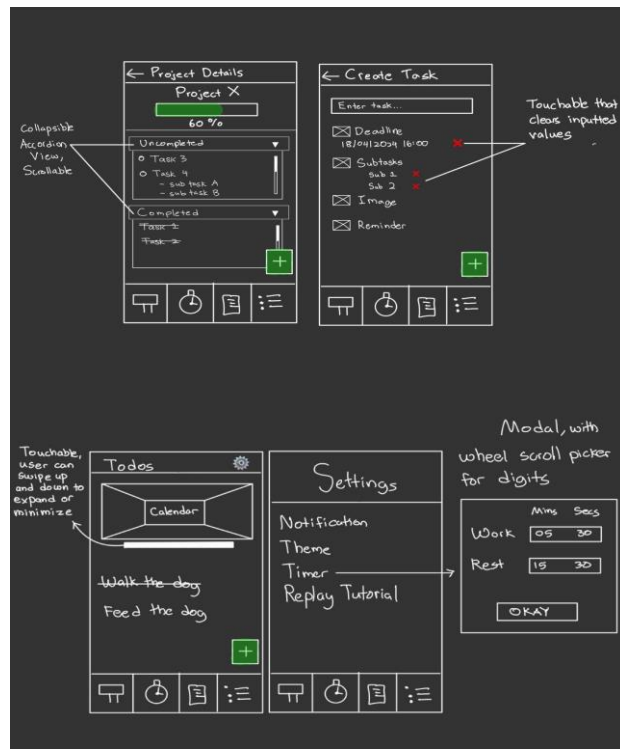 ← Project Details
Project X
60 %
Uncompleted
Task 3
Task 4
- sub task A
- sub task B
Completed
Task 1
Task 2
Collapsible
Accordion
View,
Scrollable
← Create Task
Enter task...
Deadline
18/04/2024 16:00
Subtasks
Sub 1
Sub 2
Image
Reminder
Touchable that
clears inputted
values
Touchable,
user can
swipe up
and down to
expand or
minimize
Todos
Calendar
Walk the dog
Feed the dog
Settings
Notification
Theme
Timer
Replay Tutorial
Modal, with
wheel scroll picker
for digits
Mins Secs
Work 05 30
Rest 15 30
OKAY